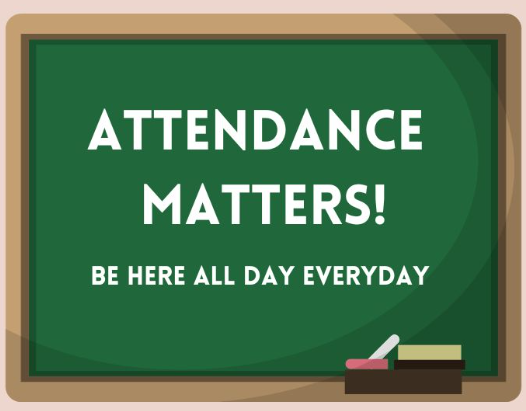 ATTENDANCE
MATTERS!
BE HERE ALL DAY EVERYDAY